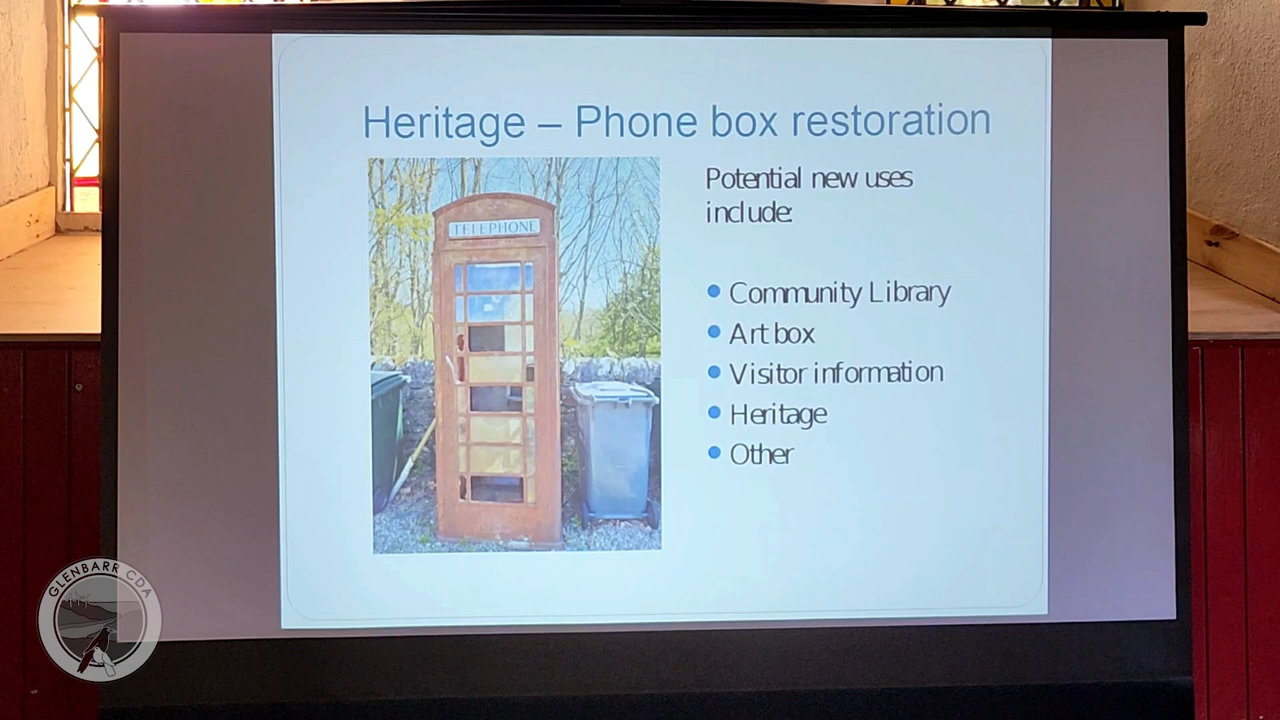 Heritage – Phone box restoration
TELEPHONE
Potential new uses
include:
Community Library
Art box
Visitor information
Heritage
Other
GLENBARR CDA